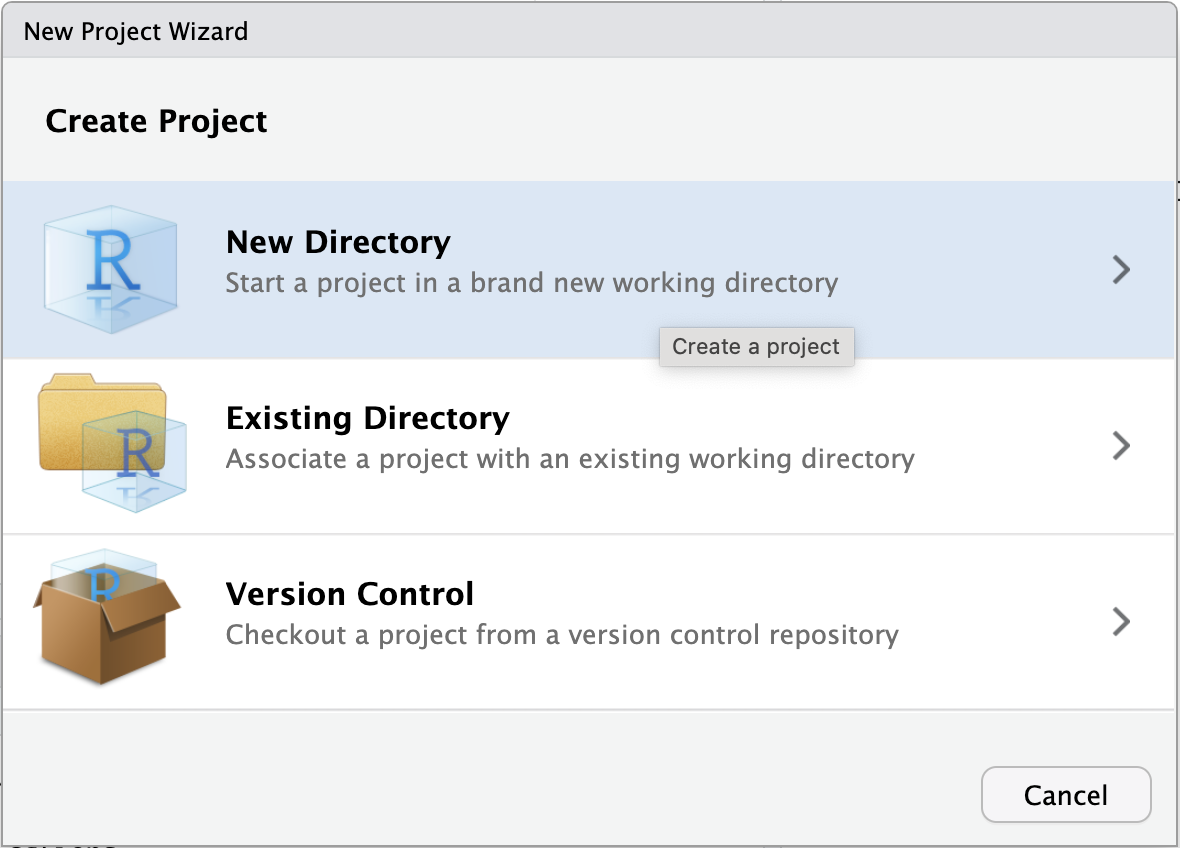 New Project Wizard
Create Project
R
New Directory
Start a project in a brand new working directory
Create a project
R
Existing Directory
Associate a project with an existing working directory
R
Version Control
Checkout a project from a version control repository
Cancel